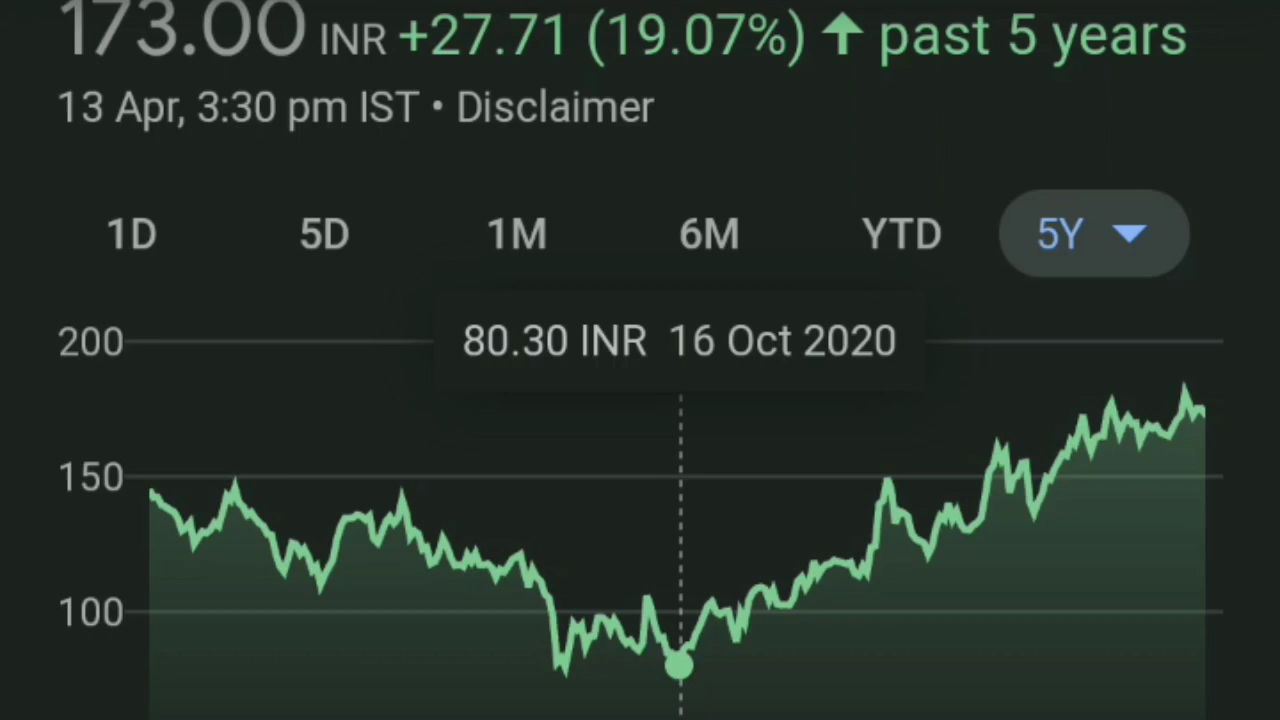 173.00 INR +27.71 (19.07%) ↑ past 5 years
13 Apr, 3:30 pm IST • Disclaimer
1D 5D 1M 6M YTD 5Y
80.30 INR 16 Oct 2020
200
150
100